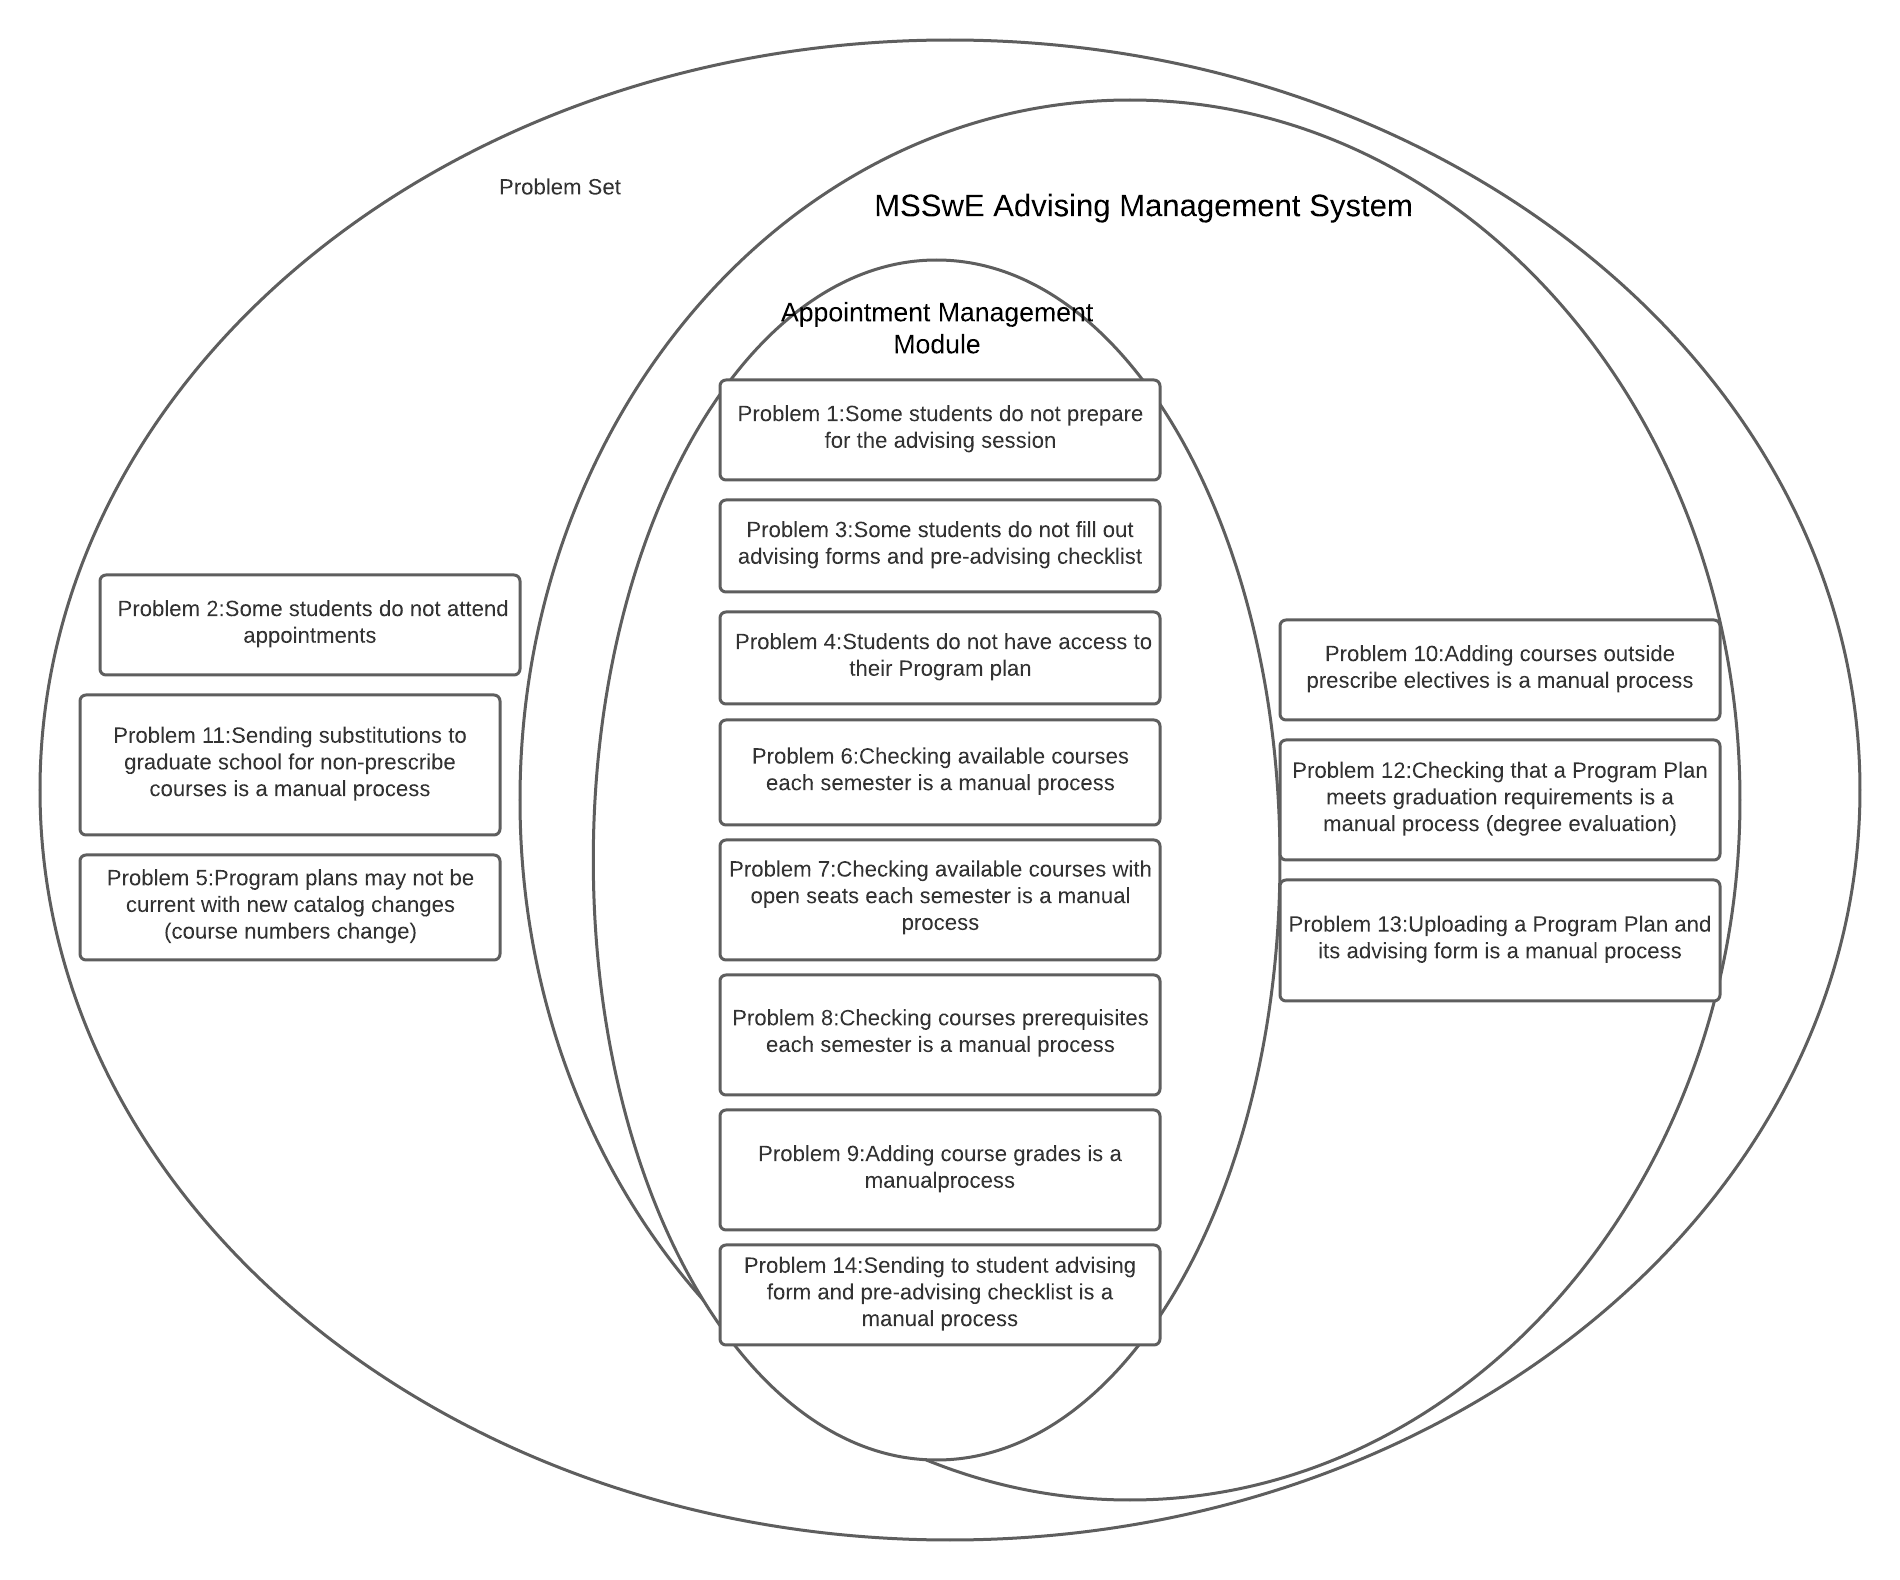 Problem Set
MSSwE Advising Management System
Appointment Management
Module
Problem 1:Some students do not prepare
for the advising session
Problem 3:Some students do not fill out
advising forms and pre-advising checklist
Problem 4:Students do not have access to
their Program plan
Problem 6:Checking available courses
each semester is a manual process
Problem 7:Checking available courses with
open seats each semester is a manual
process
Problem 8:Checking courses prerequisites
each semester is a manual process
Problem 9:Adding course grades is a
manualprocess
Problem 14:Sending to student advising
form and pre-advising checklist is a
manual process
Problem 2:Some students do not attend
appointments
Problem 11:Sending substitutions to
graduate school for non-prescribe
courses is a manual process
Problem 5:Program plans may not be
current with new catalog changes
(course numbers change)
Problem 10:Adding courses outside
prescribe electives is a manual process
Problem 12:Checking that a Program Plan
meets graduation requirements is a
manual process (degree evaluation)
Problem 13:Uploading a Program Plan and
its advising form is a manual process